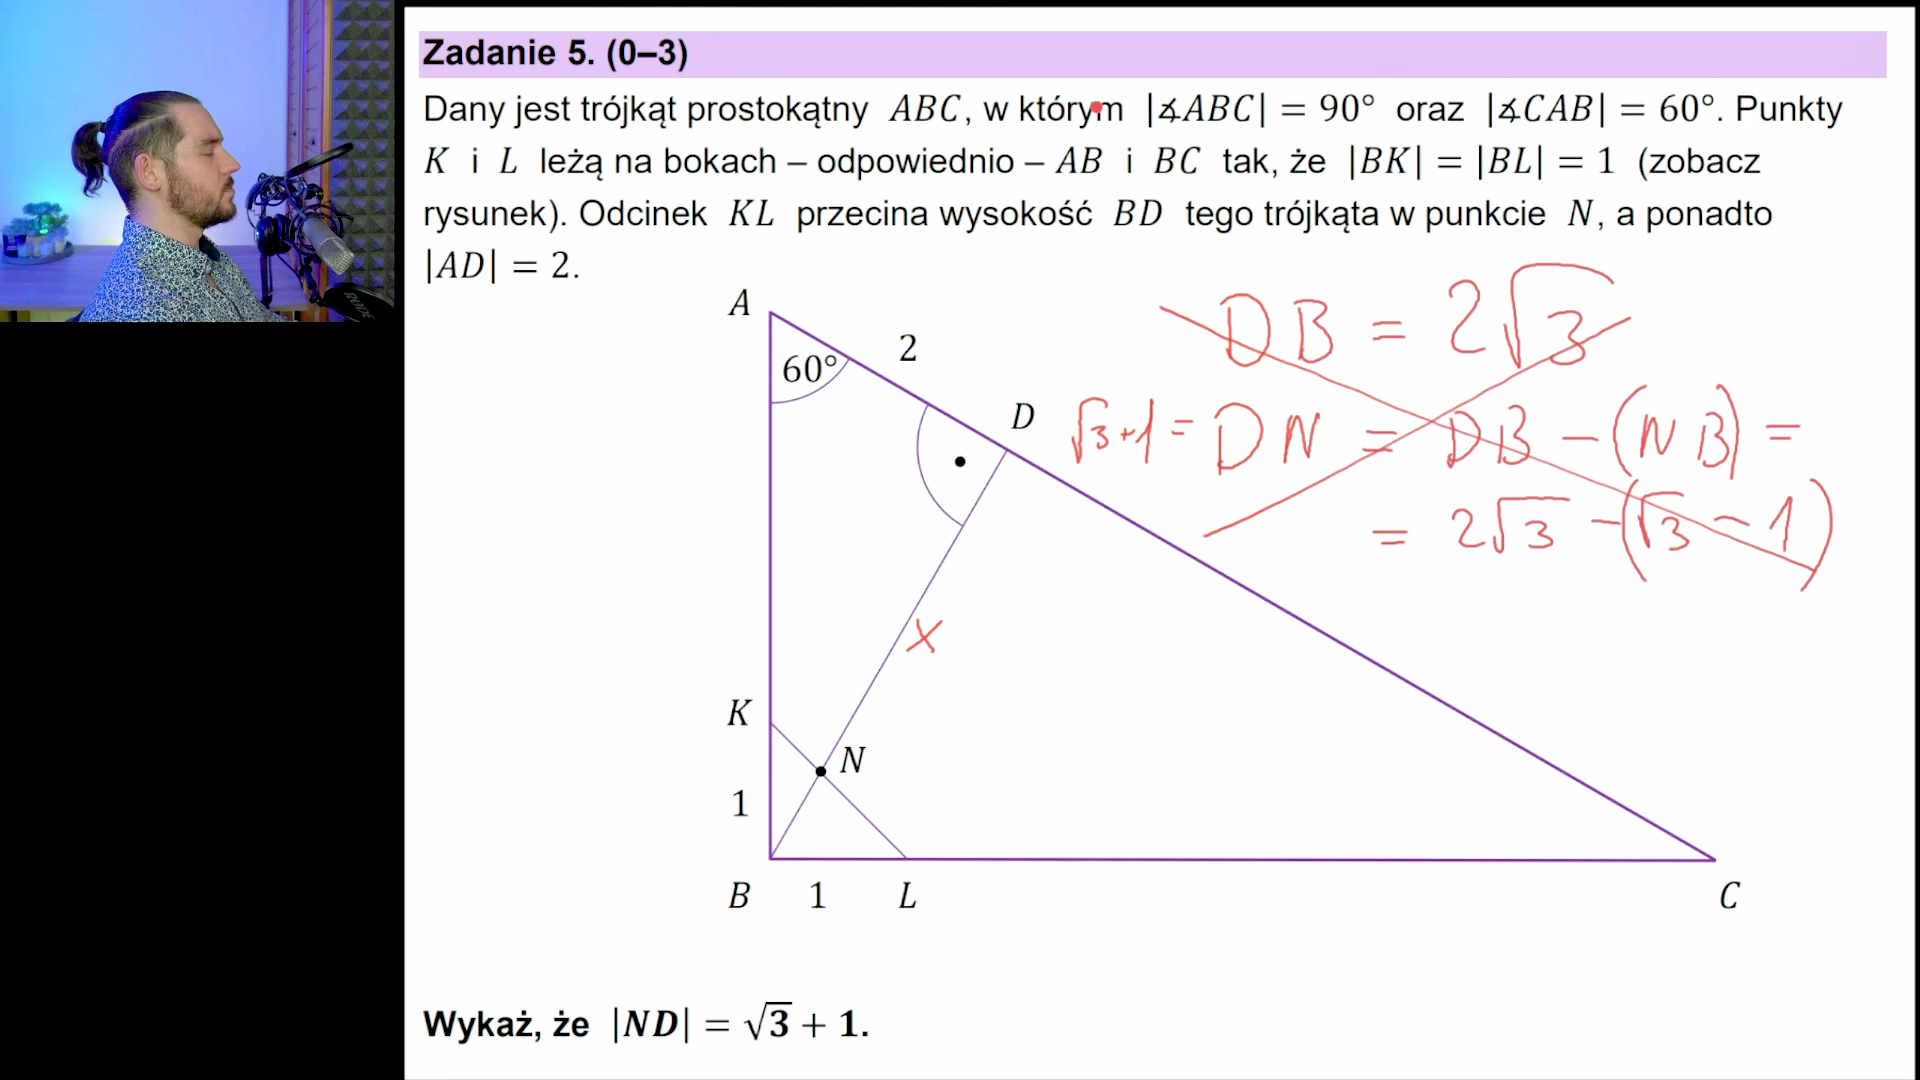 Zadanie 5. (0–3)
Dany jest trójkąt prostokątny ABC, w którym |∡ABC| = 90° oraz |∡CAB| = 60°. Punkty
K i L leżą na bokach – odpowiednio – AB i BC tak, że |BK| = |BL| = 1 (zobacz
rysunek). Odcinek KL przecina wysokość BD tego trójkąta w punkcie N, a ponadto
|AD| = 2.
A
60°
2
D
DB = 2√3
√3+1 = DN = DB − (NB) =
= 2√3 − (√3 − 1)
x
K
N
1
B
1
L
C
Wykaż, że |ND| = √3 + 1.